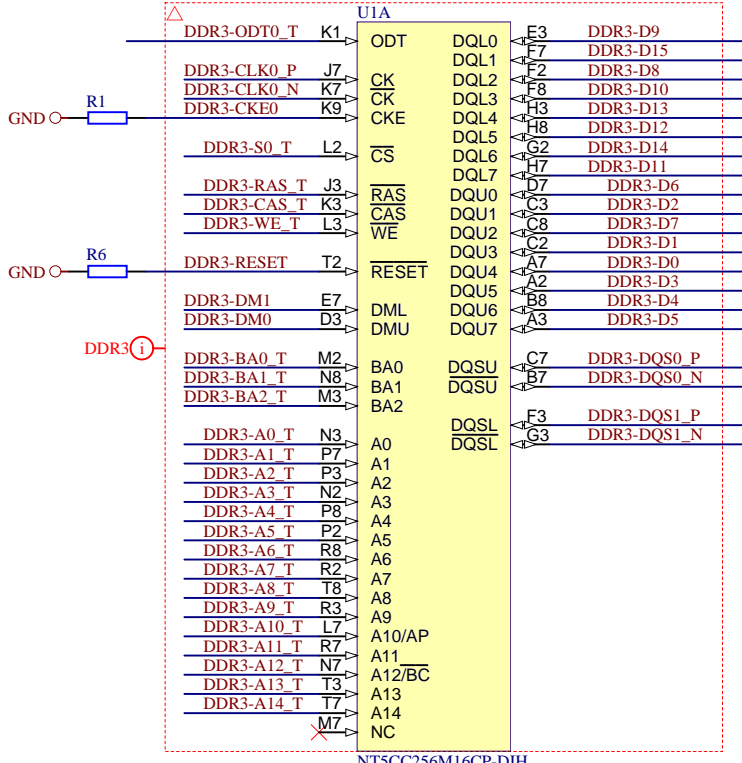 U1A
DDR3-ODT0_T K1 ODT DQL0 E3 DDR3-D9
DQL1 F7 DDR3-D15
DDR3-CLK0_P J7 CK DQL2 F2 DDR3-D8
DDR3-CLK0_N K7 CK DQL3 F8 DDR3-D10
GND R1 DDR3-CKE0 K9 CKE DQL4 H3 DDR3-D13
DQL5 H8 DDR3-D12
DDR3-S0_T L2 CS DQL6 G2 DDR3-D14
DQL7 H7 DDR3-D11
DDR3-RAS_T J3 RAS DQU0 D7 DDR3-D6
DDR3-CAS_T K3 CAS DQU1 C3 DDR3-D2
DDR3-WE_T L3 WE DQU2 C8 DDR3-D7
DQU3 C2 DDR3-D1
GND R6 DDR3-RESET T2 RESET DQU4 A7 DDR3-D0
DQU5 A2 DDR3-D3
DDR3-DM1 E7 DML DQU6 B8 DDR3-D4
DDR3-DM0 D3 DMU DQU7 A3 DDR3-D5
DDR3 i
DDR3-BA0_T M2 BA0 DQSU C7 DDR3-DQS0_P
DDR3-BA1_T N8 BA1 DQSU B7 DDR3-DQS0_N
DDR3-BA2_T M3 BA2
DQSL F3 DDR3-DQS1_P
DDR3-A0_T N3 A0 DQSL G3 DDR3-DQS1_N
DDR3-A1_T P7 A1
DDR3-A2_T P3 A2
DDR3-A3_T N2 A3
DDR3-A4_T P8 A4
DDR3-A5_T P2 A5
DDR3-A6_T R8 A6
DDR3-A7_T R2 A7
DDR3-A8_T T8 A8
DDR3-A9_T R3 A9
DDR3-A10_T L7 A10/AP
DDR3-A11_T R7 A11
DDR3-A12_T N7 A12/BC
DDR3-A13_T T3 A13
DDR3-A14_T T7 A14
M7 NC
NT5CC256M16CP-DIH